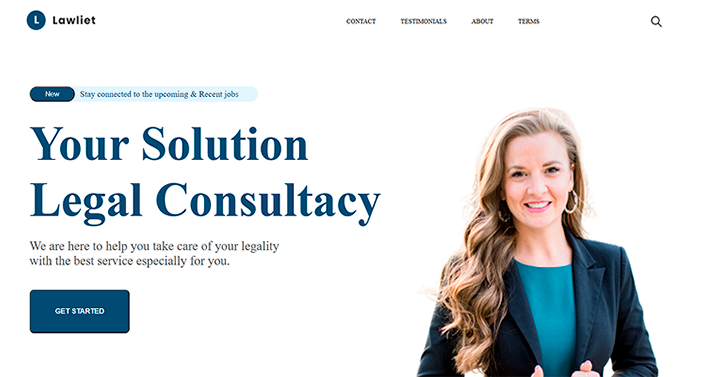 L Lawliet
CONTACT TESTIMONIALS ABOUT TERMS
New Stay connected to the upcoming & Recent jobs
Your Solution
Legal Consultacy
We are here to help you take care of your legality
with the best service especially for you.
GET STARTED